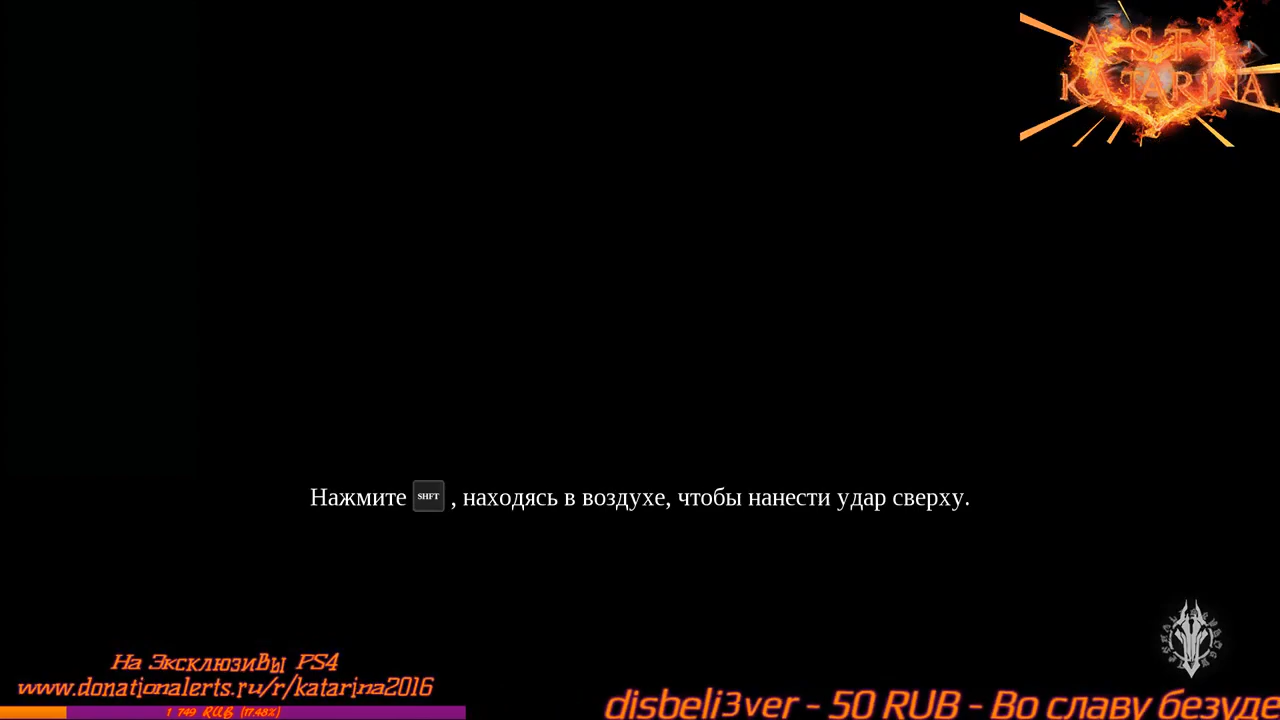 ASTI
KATARINA
Нажмите SHFT , находясь в воздухе, чтобы нанести удар сверху.
На Эксклюзивы PS4
www.donationalerts.ru/r/katarina2016
1 749 RUB (17.48%)
disbeli3ver - 50 RUB - Во славу безуде